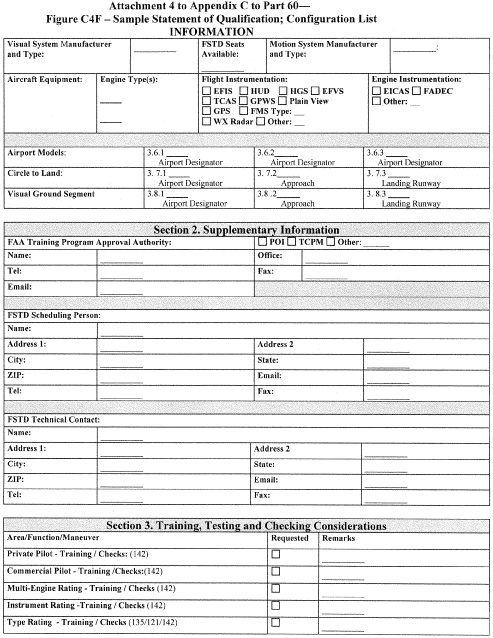 Attachment 4 to Appendix C to Part 60—
Figure C4F – Sample Statement of Qualification; Configuration List
INFORMATION
Visual System Manufacturer and Type: ________ FSTD Seats Available: ________ Motion System Manufacturer and Type: ________:
Aircraft Equipment: Engine Type(s): ____ ____ Flight Instrumentation: Engine Instrumentation:
☐ EFIS ☐ HUD ☐ HGS ☐ EFVS ☐ EICAS ☐ FADEC
☐ TCAS ☐ GPWS ☐ Plain View ☐ Other: __
☐ GPS ☐ FMS Type: __
☐ WX Radar ☐ Other: __
Airport Models: 3.6.1 ____ 3.6.2____ 3.6.3 ____
Airport Designator Airport Designator Airport Designator
Circle to Land: 3. 7.1 ____ 3. 7.2____ 3. 7.3 ____
Airport Designator Approach Landing Runway
Visual Ground Segment 3.8.1 ____ 3.8 .2____ 3. 8.3 ____
Airport Designator Approach Landing Runway
Section 2. Supplementary Information
FAA Training Program Approval Authority: ☐ POI ☐ TCPM ☐ Other: ____
Name: ________ Office: ________
Tel: ________ Fax: ________
Email: ________
FSTD Scheduling Person:
Name: ________
Address 1: ________ Address 2 ________
City: ________ State: ________
ZIP: ________ Email: ________
Tel: ________ Fax: ________
FSTD Technical Contact:
Name: ________
Address 1: ________ Address 2 ________
City: ________ State: ________
ZIP: ________ Email: ________
Tel: ________ Fax: ________
Section 3. Training, Testing and Checking Considerations
Area/Function/Maneuver Requested Remarks
Private Pilot - Training / Checks: (142) ☐ ________
Commercial Pilot - Training /Checks:(142) ☐ ________
Multi-Engine Rating - Training / Checks (142) ☐ ________
Instrument Rating -Training / Checks (142) ☐ ________
Type Rating - Training / Checks (135/121/142) ☐ ________